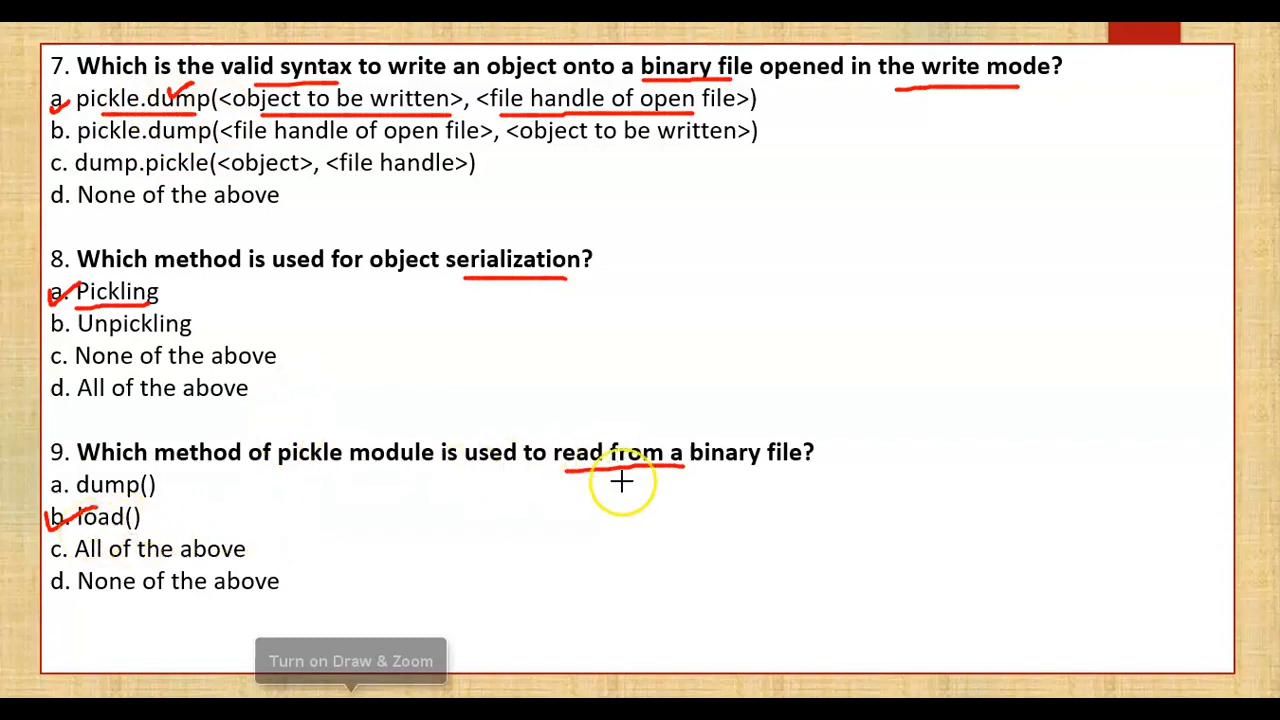 7. Which is the valid syntax to write an object onto a binary file opened in the write mode?
a. pickle.dump(<object to be written>, <file handle of open file>)
b. pickle.dump(<file handle of open file>, <object to be written>)
c. dump.pickle(<object>, <file handle>)
d. None of the above
8. Which method is used for object serialization?
a. Pickling
b. Unpickling
c. None of the above
d. All of the above
9. Which method of pickle module is used to read from a binary file?
a. dump()
b. load()
c. All of the above
d. None of the above
Turn on Draw & Zoom